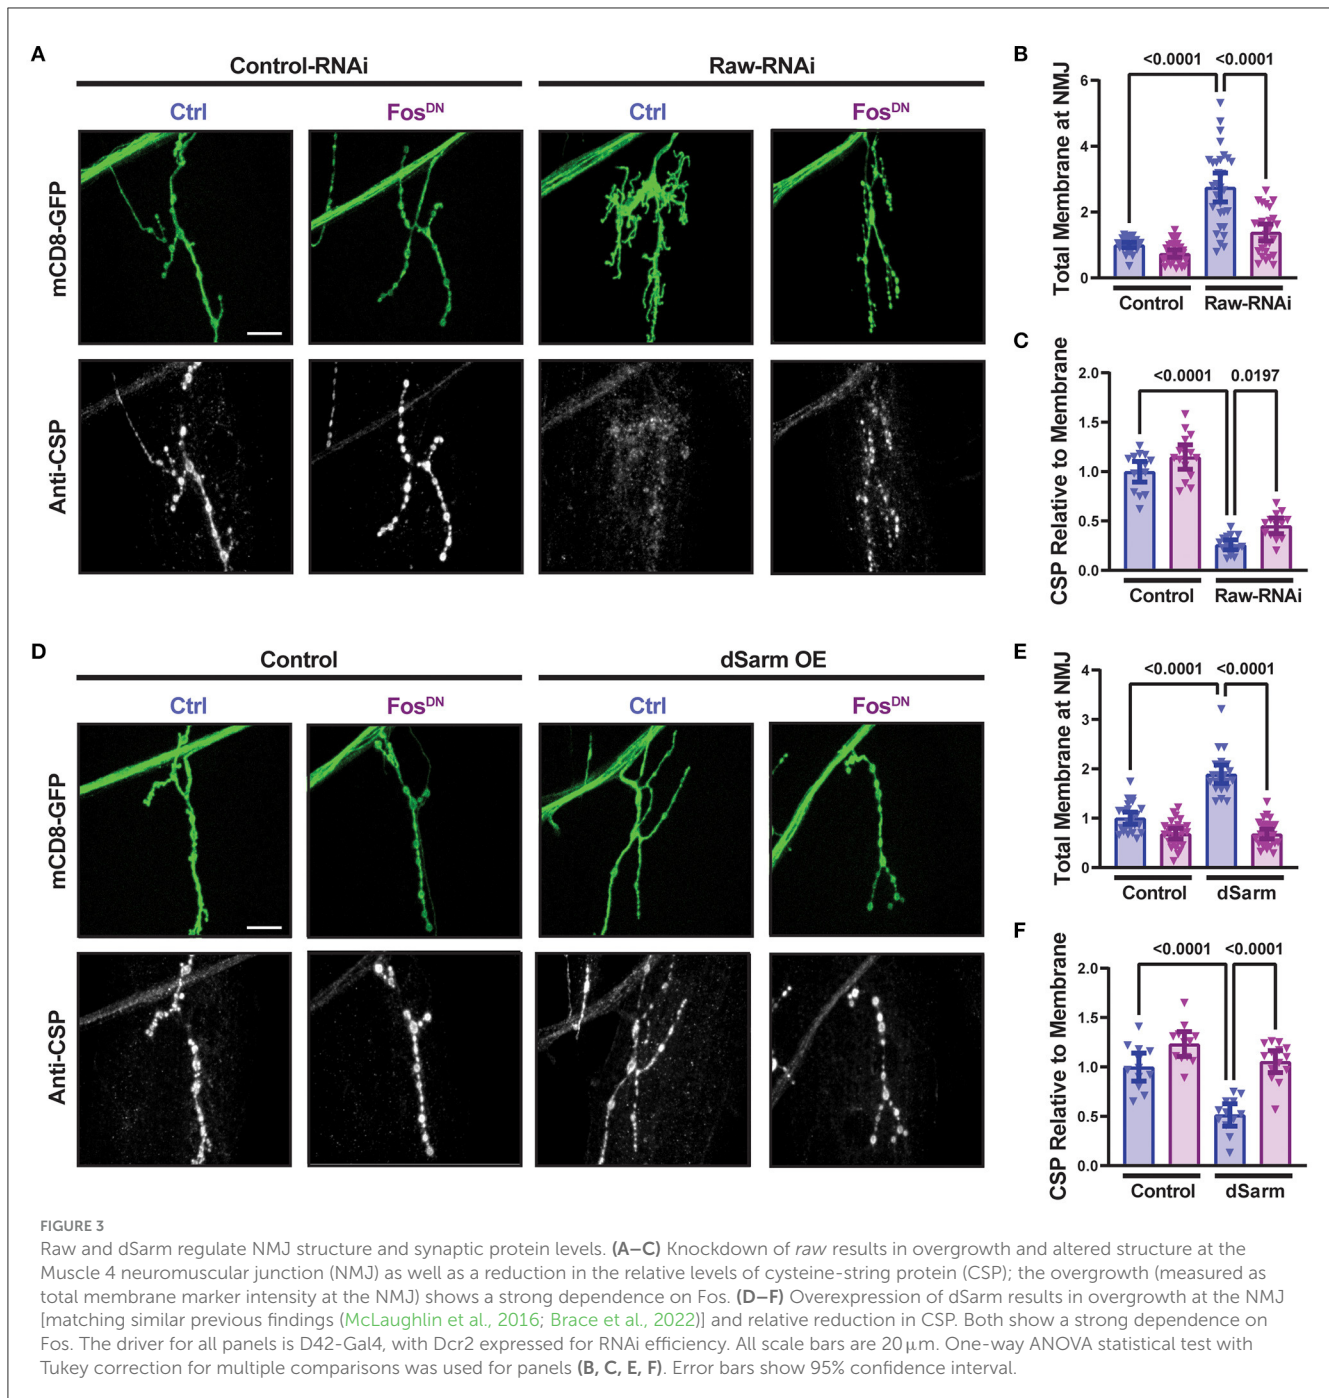 A
Control-RNAi
Raw-RNAi
Ctrl
Fos^DN
Ctrl
Fos^DN
mCD8-GFP
Anti-CSP
B
<0.0001
<0.0001
Total Membrane at NMJ
6
4
2
0
Control
Raw-RNAi
C
<0.0001
0.0197
CSP Relative to Membrane
2.0
1.5
1.0
0.5
0.0
Control
Raw-RNAi
D
Control
dSarm OE
Ctrl
Fos^DN
Ctrl
Fos^DN
mCD8-GFP
Anti-CSP
E
<0.0001
<0.0001
Total Membrane at NMJ
4
3
2
1
0
Control
dSarm
F
<0.0001
<0.0001
CSP Relative to Membrane
2.0
1.5
1.0
0.5
0.0
Control
dSarm
FIGURE 3
Raw and dSarm regulate NMJ structure and synaptic protein levels. (A–C) Knockdown of raw results in overgrowth and altered structure at the
Muscle 4 neuromuscular junction (NMJ) as well as a reduction in the relative levels of cysteine-string protein (CSP); the overgrowth (measured as
total membrane marker intensity at the NMJ) shows a strong dependence on Fos. (D–F) Overexpression of dSarm results in overgrowth at the NMJ
[matching similar previous findings (McLaughlin et al., 2016; Brace et al., 2022)] and relative reduction in CSP. Both show a strong dependence on
Fos. The driver for all panels is D42-Gal4, with Dcr2 expressed for RNAi efficiency. All scale bars are 20 μm. One-way ANOVA statistical test with
Tukey correction for multiple comparisons was used for panels (B, C, E, F). Error bars show 95% confidence interval.